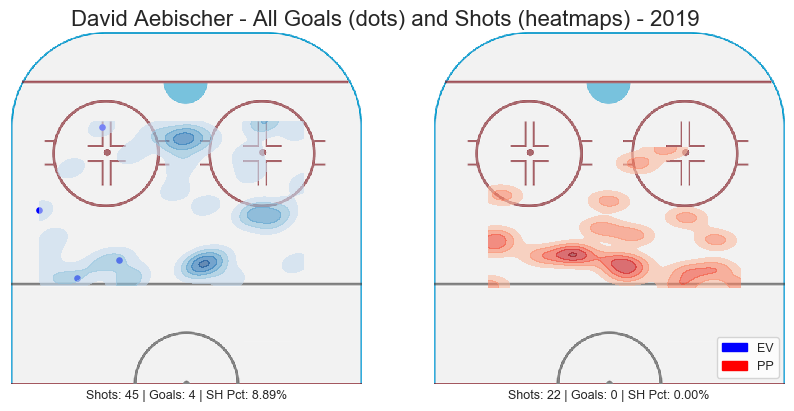 David Aebischer - All Goals (dots) and Shots (heatmaps) - 2019
EV
PP
Shots: 45 | Goals: 4 | SH Pct: 8.89%
Shots: 22 | Goals: 0 | SH Pct: 0.00%